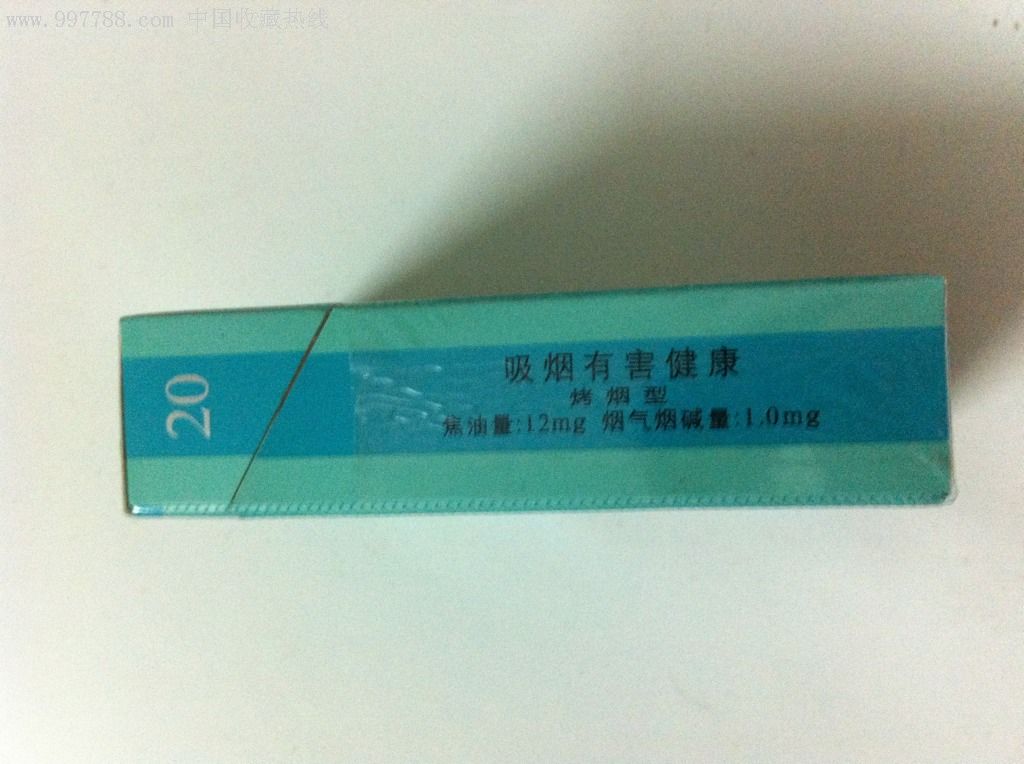 www.997788.com 中国收藏热线
20
吸烟有害健康
烤烟型
焦油量:12mg 烟气烟碱量:1.0mg